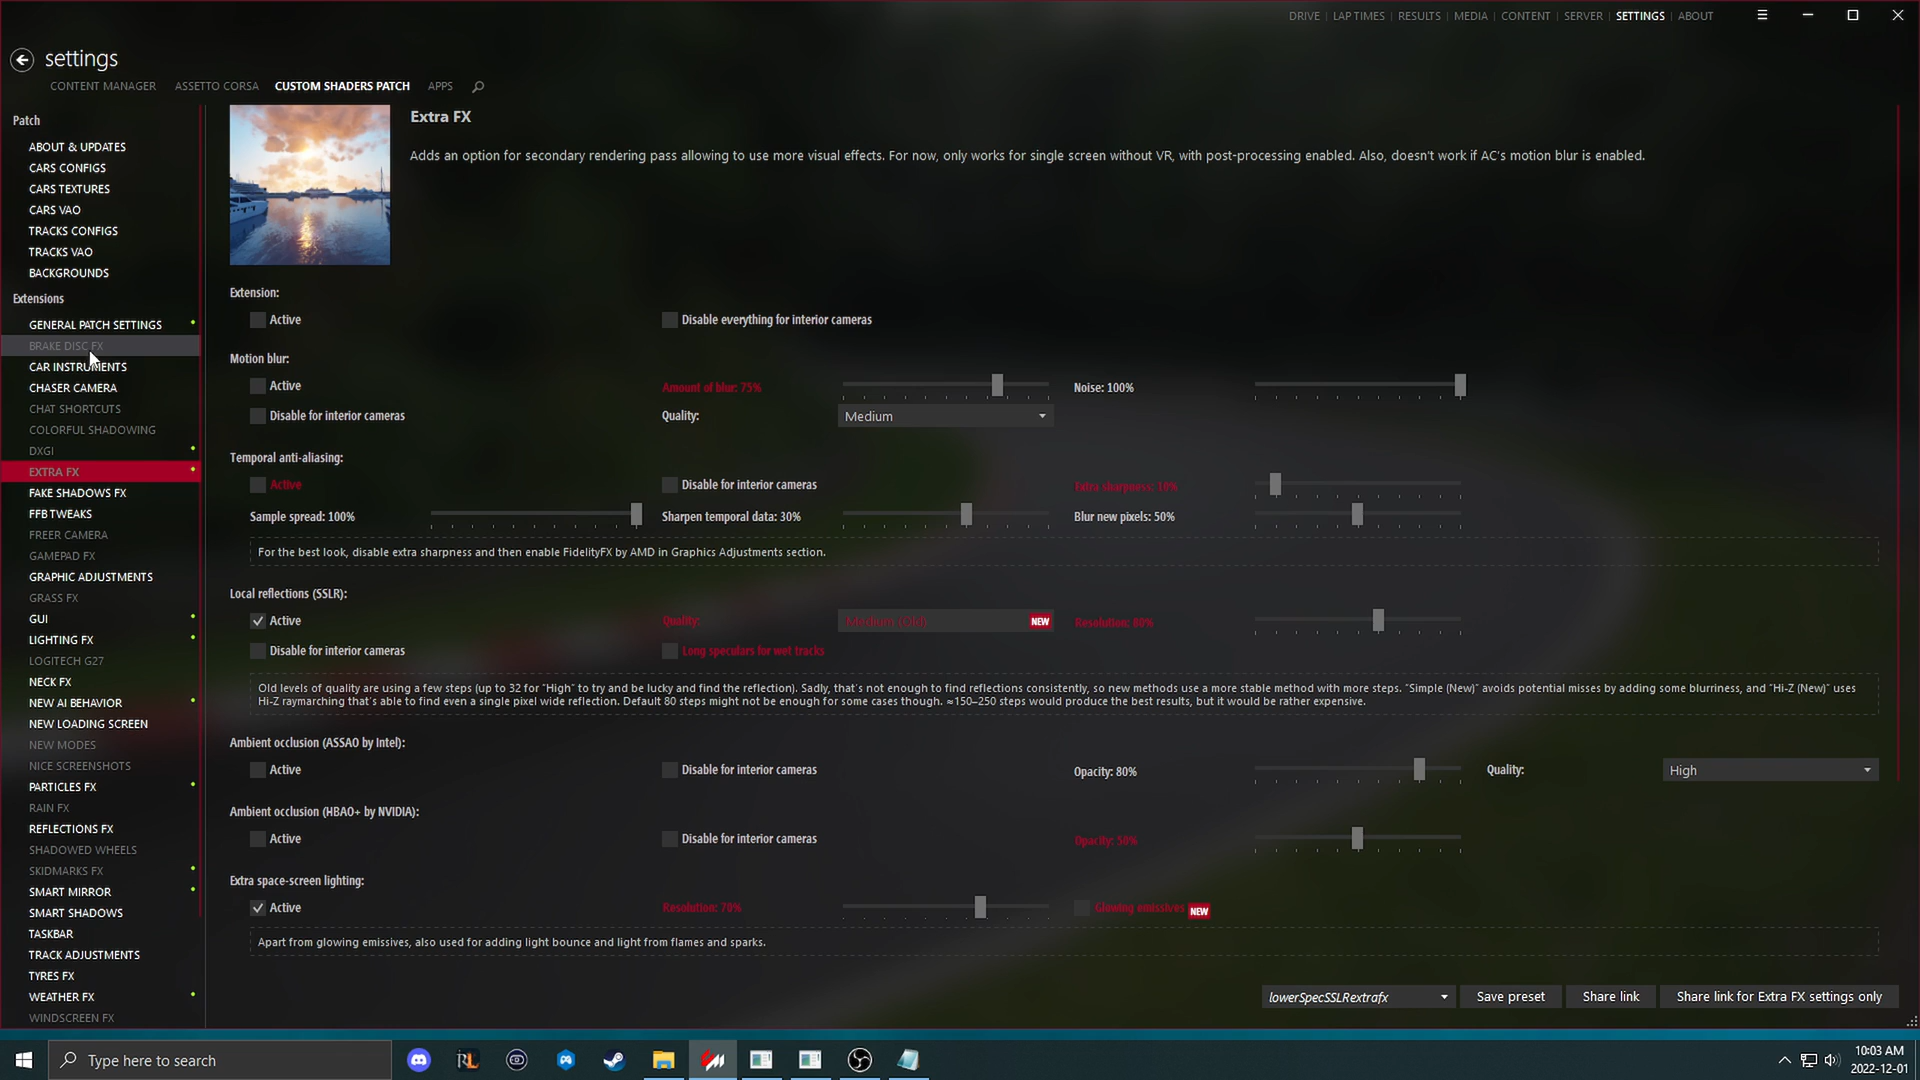 DRIVE | LAP TIMES | RESULTS | MEDIA | CONTENT | SERVER | SETTINGS | ABOUT
settings
CONTENT MANAGER ASSETTO CORSA CUSTOM SHADERS PATCH APPS
Patch
ABOUT & UPDATES
CARS CONFIGS
CARS TEXTURES
CARS VAO
TRACKS CONFIGS
TRACKS VAO
BACKGROUNDS
Extensions
GENERAL PATCH SETTINGS
BRAKE DISC FX
CAR INSTRUMENTS
CHASER CAMERA
CHAT SHORTCUTS
COLORFUL SHADOWING
DXGI
EXTRA FX
FAKE SHADOWS FX
FFB TWEAKS
FREER CAMERA
GAMEPAD FX
GRAPHIC ADJUSTMENTS
GRASS FX
GUI
LIGHTING FX
LOGITECH G27
NECK FX
NEW AI BEHAVIOR
NEW LOADING SCREEN
NEW MODES
NICE SCREENSHOTS
PARTICLES FX
RAIN FX
REFLECTIONS FX
SHADOWED WHEELS
SKIDMARKS FX
SMART MIRROR
SMART SHADOWS
TASKBAR
TRACK ADJUSTMENTS
TYRES FX
WEATHER FX
WINDSCREEN FX
Extra FX
Adds an option for secondary rendering pass allowing to use more visual effects. For now, only works for single screen without VR, with post-processing enabled. Also, doesn't work if AC's motion blur is enabled.
Extension:
Active Disable everything for interior cameras
Motion blur:
Active Amount of blur: 75% Noise: 100%
Disable for interior cameras Quality: Medium
Temporal anti-aliasing:
Active Disable for interior cameras Extra sharpness: 10%
Sample spread: 100% Sharpen temporal data: 30% Blur new pixels: 50%
For the best look, disable extra sharpness and then enable FidelityFX by AMD in Graphics Adjustments section.
Local reflections (SSLR):
Active Quality: Medium (Old) NEW Resolution: 80%
Disable for interior cameras Long speculars for wet tracks
Old levels of quality are using a few steps (up to 32 for "High" to try and be lucky and find the reflection). Sadly, that's not enough to find reflections consistently, so new methods use a more stable method with more steps. "Simple (New)" avoids potential misses by adding some blurriness, and "Hi-Z (New)" uses
Hi-Z raymarching that's able to find even a single pixel wide reflection. Default 80 steps might not be enough for some cases though. ≈150–250 steps would produce the best results, but it would be rather expensive.
Ambient occlusion (ASSAO by Intel):
Active Disable for interior cameras Opacity: 80% Quality: High
Ambient occlusion (HBAO+ by NVIDIA):
Active Disable for interior cameras Opacity: 50%
Extra space-screen lighting:
Active Resolution: 70% Glowing emissives NEW
Apart from glowing emissives, also used for adding light bounce and light from flames and sparks.
lowerSpecSSLRextrafx Save preset Share link Share link for Extra FX settings only
Type here to search
RL
10:03 AM
2022-12-01